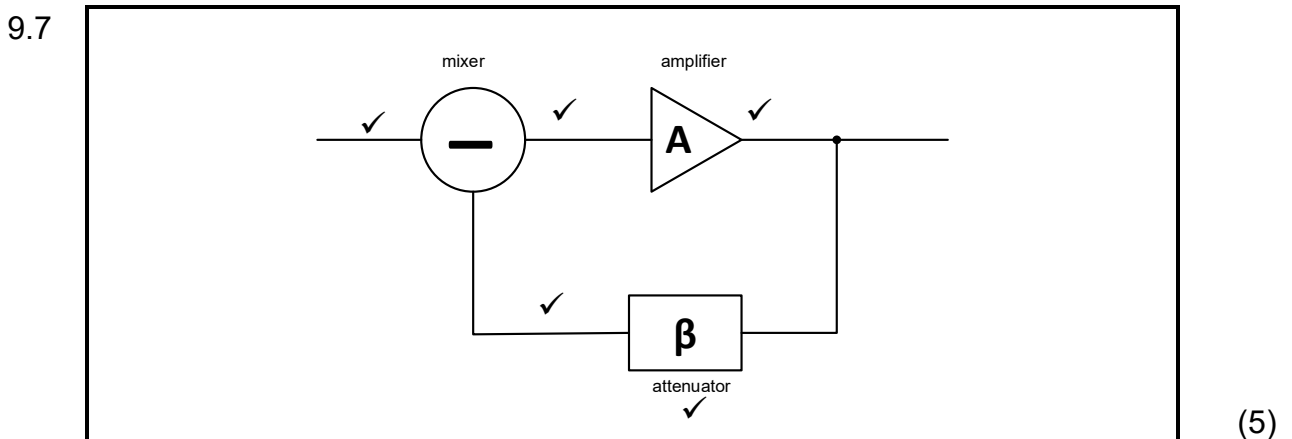 9.7
mixer amplifier
✓ ✓ ✓
– A
✓
β
attenuator
✓
(5)